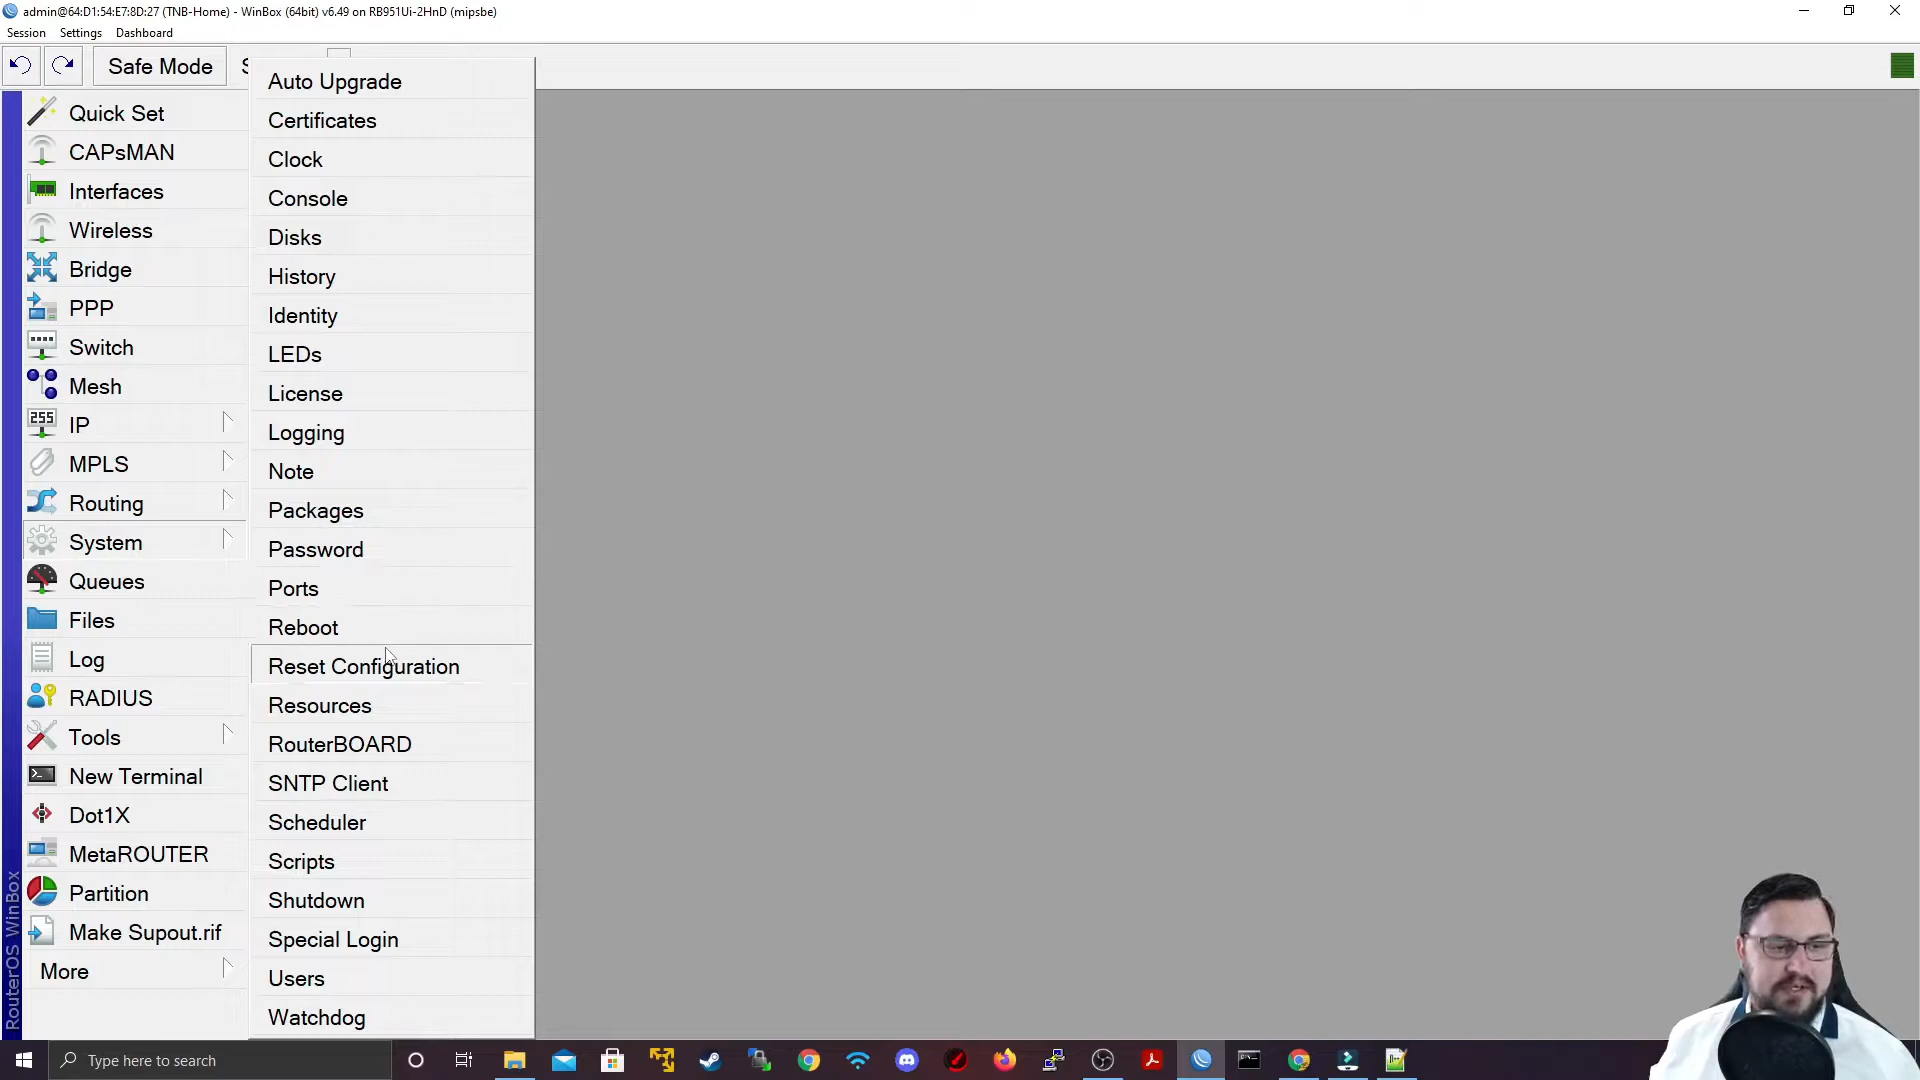 admin@64:D1:54:E7:8D:27 (TNB-Home) - WinBox (64bit) v6.49 on RB951Ui-2HnD (mipsbe)
Session Settings Dashboard
Safe Mode
Quick Set
CAPsMAN
Interfaces
Wireless
Bridge
PPP
Switch
Mesh
255 IP
MPLS
Routing
System
Queues
Files
Log
RADIUS
Tools
New Terminal
Dot1X
MetaROUTER
Partition
Make Supout.rif
More
RouterOS WinBox
Auto Upgrade
Certificates
Clock
Console
Disks
History
Identity
LEDs
License
Logging
Note
Packages
Password
Ports
Reboot
Reset Configuration
Resources
RouterBOARD
SNTP Client
Scheduler
Scripts
Shutdown
Special Login
Users
Watchdog
Type here to search